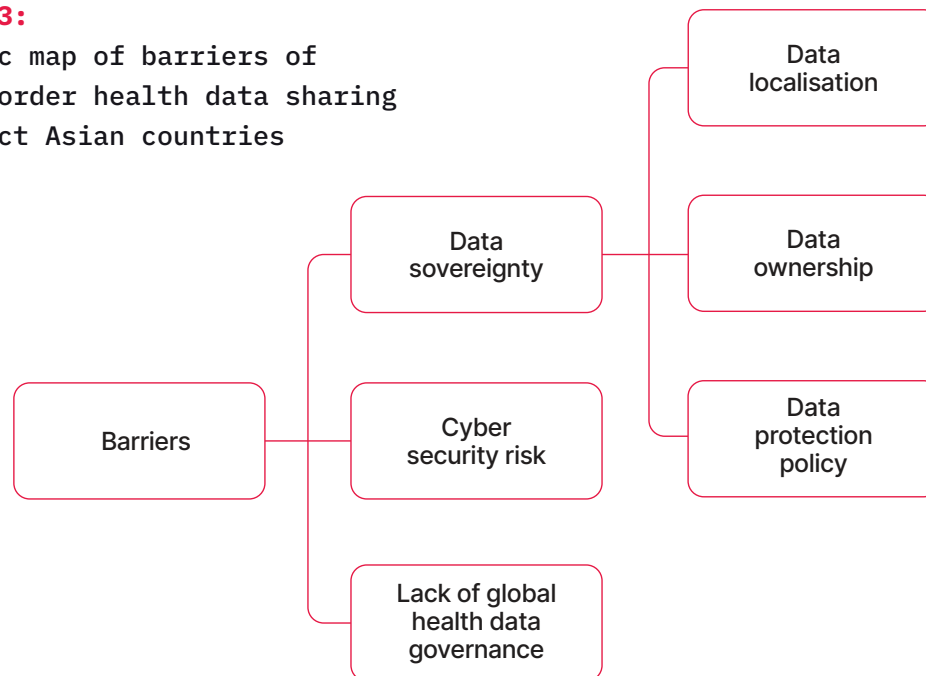 3:
c map of barriers of
order health data sharing
ct Asian countries
Data
localisation
Data
sovereignty
Data
ownership
Barriers
Cyber
security risk
Data
protection
policy
Lack of global
health data
governance